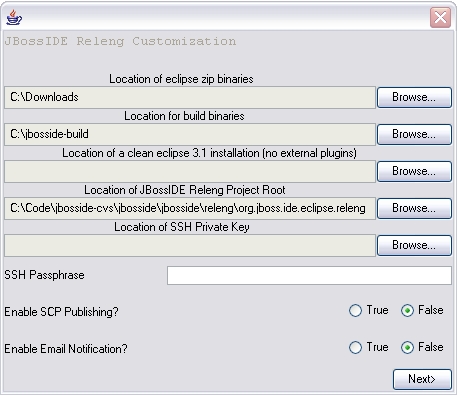 JBossIDE Releng Customization
Location of eclipse zip binaries
C:\Downloads Browse...
Location for build binaries
C:\jbosside-build Browse...
Location of a clean eclipse 3.1 installation (no external plugins)
Browse...
Location of JBossIDE Releng Project Root
C:\Code\jbosside-cvs\jbosside\jbosside\releng\org.jboss.ide.eclipse.releng Browse...
Location of SSH Private Key
Browse...
SSH Passphrase
Enable SCP Publishing? True False
Enable Email Notification? True False
Next>